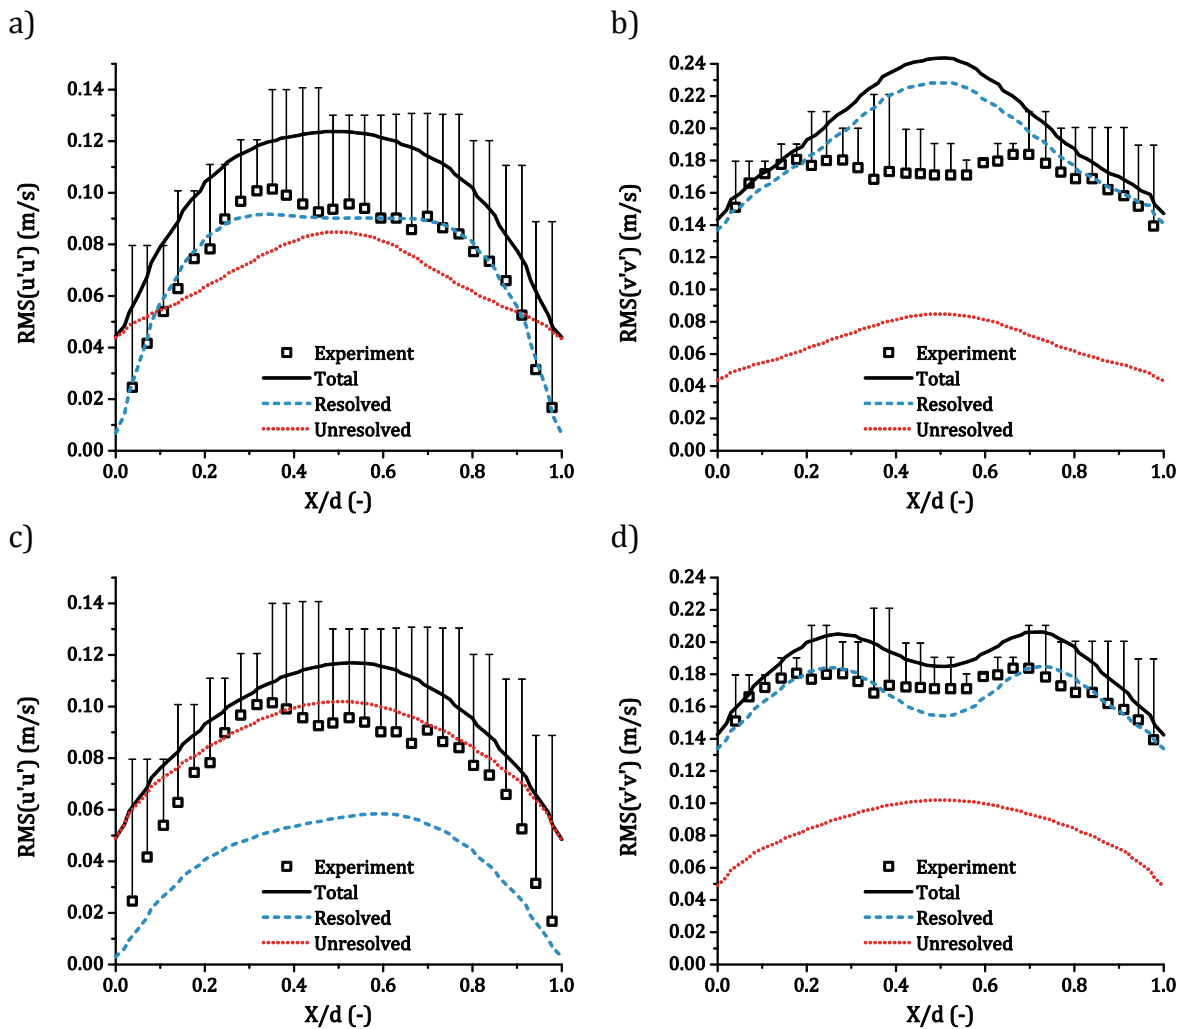 a)
0.14
0.12
0.10
0.08
0.06
0.04
0.02
0.00
RMS(u'u') (m/s)
Experiment
Total
Resolved
Unresolved
0.0 0.2 0.4 0.6 0.8 1.0
X/d (-)
b)
0.24
0.22
0.20
0.18
0.16
0.14
0.12
0.10
0.08
0.06
0.04
0.02
0.00
RMS(v'v') (m/s)
Experiment
Total
Resolved
Unresolved
0.0 0.2 0.4 0.6 0.8 1.0
X/d (-)
c)
0.14
0.12
0.10
0.08
0.06
0.04
0.02
0.00
RMS(u'u') (m/s)
Experiment
Total
Resolved
Unresolved
0.0 0.2 0.4 0.6 0.8 1.0
X/d (-)
d)
0.24
0.22
0.20
0.18
0.16
0.14
0.12
0.10
0.08
0.06
0.04
0.02
0.00
RMS(v'v') (m/s)
Experiment
Total
Resolved
Unresolved
0.0 0.2 0.4 0.6 0.8 1.0
X/d (-)